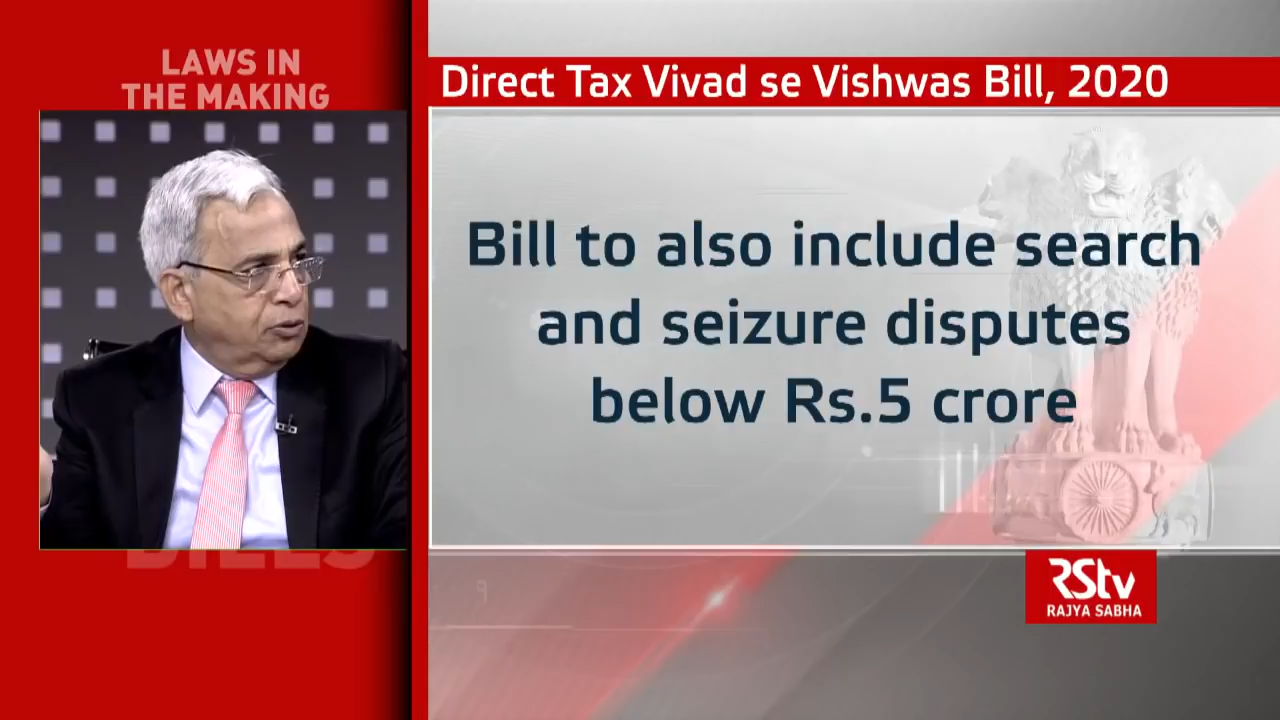 LAWS IN
THE MAKING
BILLS
Direct Tax Vivad se Vishwas Bill, 2020
Bill to also include search
and seizure disputes
below Rs.5 crore
RStv
RAJYA SABHA